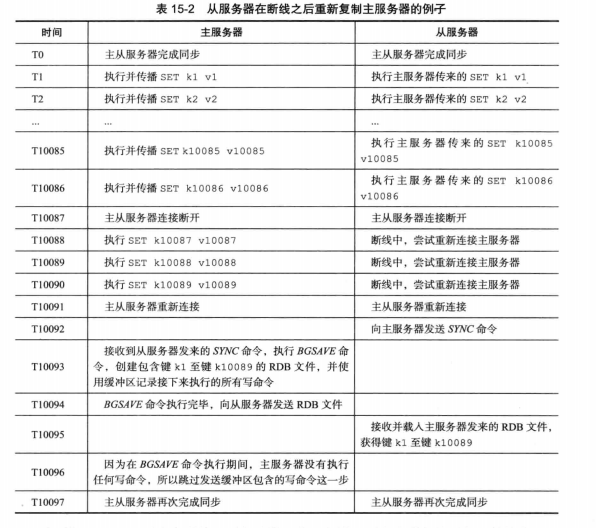 表 15-2 从服务器在断线之后重新复制主服务器的例子
时间 主服务器 从服务器
T0 主从服务器完成同步 主从服务器完成同步
T1 执行并传播 SET k1 v1 执行主服务器传来的 SET k1 v1
T2 执行并传播 SET k2 v2 执行主服务器传来的 SET k2 v2
... ... ...
T10085 执行并传播 SET k10085 v10085 执行主服务器传来的 SET k10085
v10085
T10086 执行并传播 SET k10086 v10086 执行主服务器传来的 SET k10086
v10086
T10087 主从服务器连接断开 主从服务器连接断开
T10088 执行 SET k10087 v10087 断线中，尝试重新连接主服务器
T10089 执行 SET k10088 v10088 断线中，尝试重新连接主服务器
T10090 执行 SET k10089 v10089 断线中，尝试重新连接主服务器
T10091 主从服务器重新连接 主从服务器重新连接
T10092 向主服务器发送 SYNC 命令
T10093 接收到从服务器发来的 SYNC 命令，执行 BGSAVE 命
令，创建包含键 k1 至键 k10089 的 RDB 文件，并使
用缓冲区记录接下来执行的所有写命令
T10094 BGSAVE 命令执行完毕，向从服务器发送 RDB 文件
T10095 接收并载入主服务器发来的 RDB 文件，
获得键 k1 至键 k10089
T10096 因为在 BGSAVE 命令执行期间，主服务器没有执行
任何写命令，所以跳过发送缓冲区包含的写命令这一步
T10097 主从服务器再次完成同步 主从服务器再次完成同步